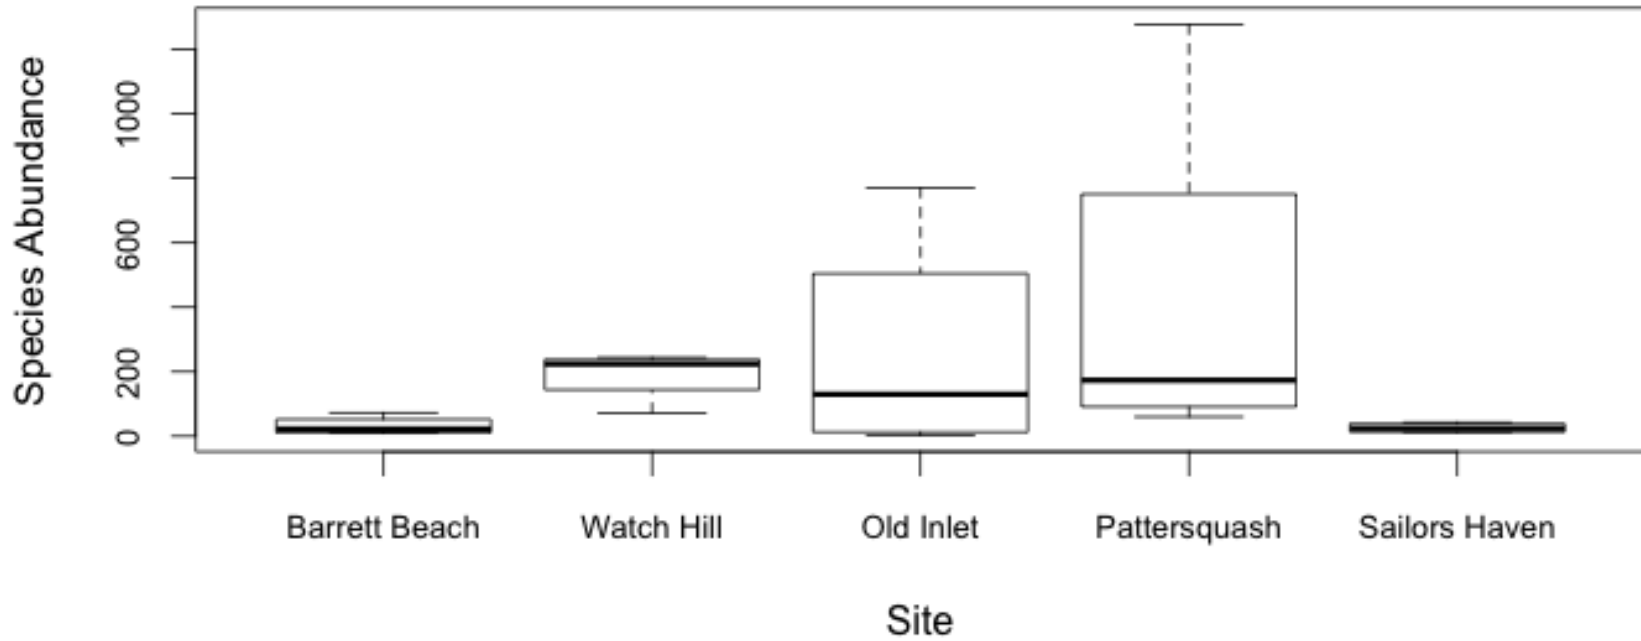 Species Abundance
1000
600
200
0
Barrett Beach Watch Hill Old Inlet Pattersquash Sailors Haven
Site